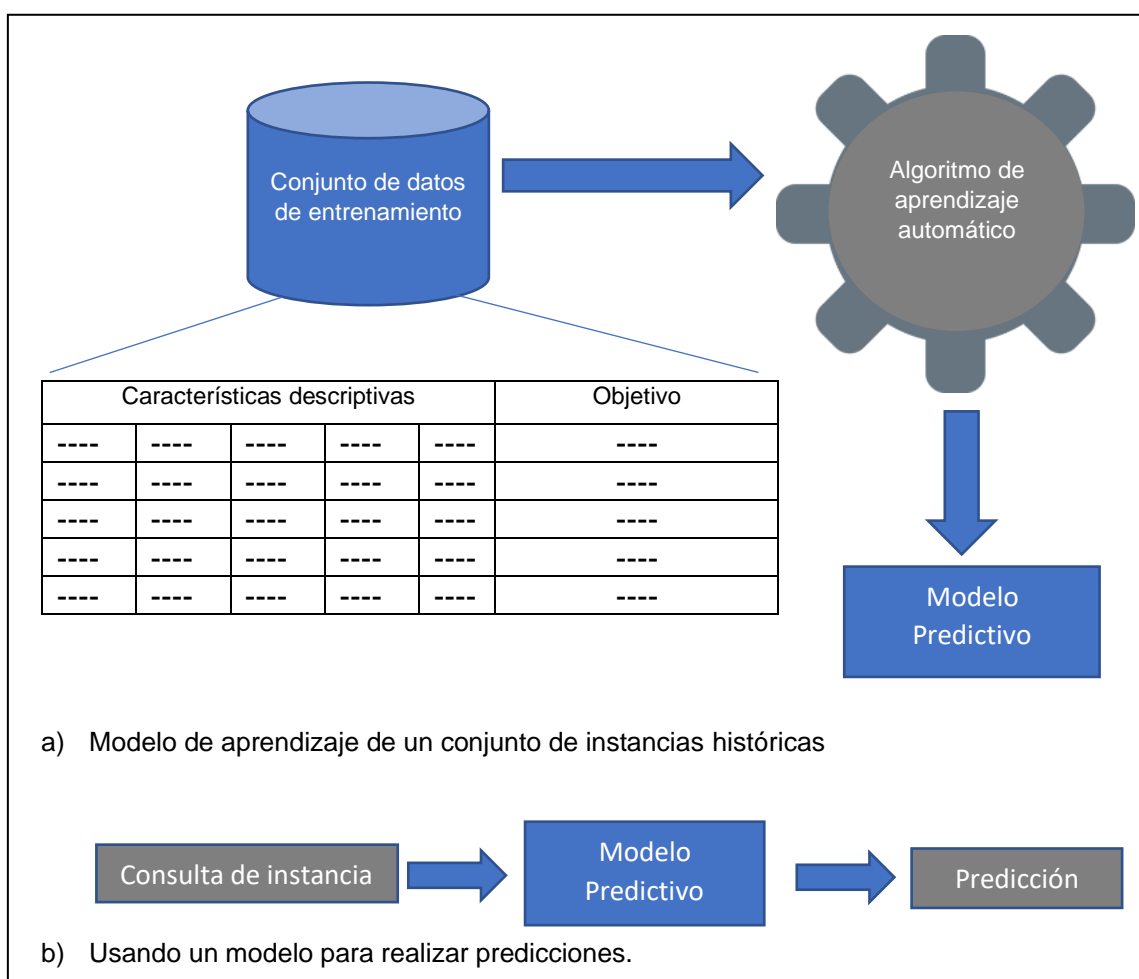 Conjunto de datos
de entrenamiento
Algoritmo de
aprendizaje
automático
Características descriptivas Objetivo
---- ---- ---- ---- ---- ----
---- ---- ---- ---- ---- ----
---- ---- ---- ---- ---- ----
---- ---- ---- ---- ---- ----
---- ---- ---- ---- ---- ----
Modelo
Predictivo
a) Modelo de aprendizaje de un conjunto de instancias históricas
Consulta de instancia
Modelo
Predictivo
Predicción
b) Usando un modelo para realizar predicciones.